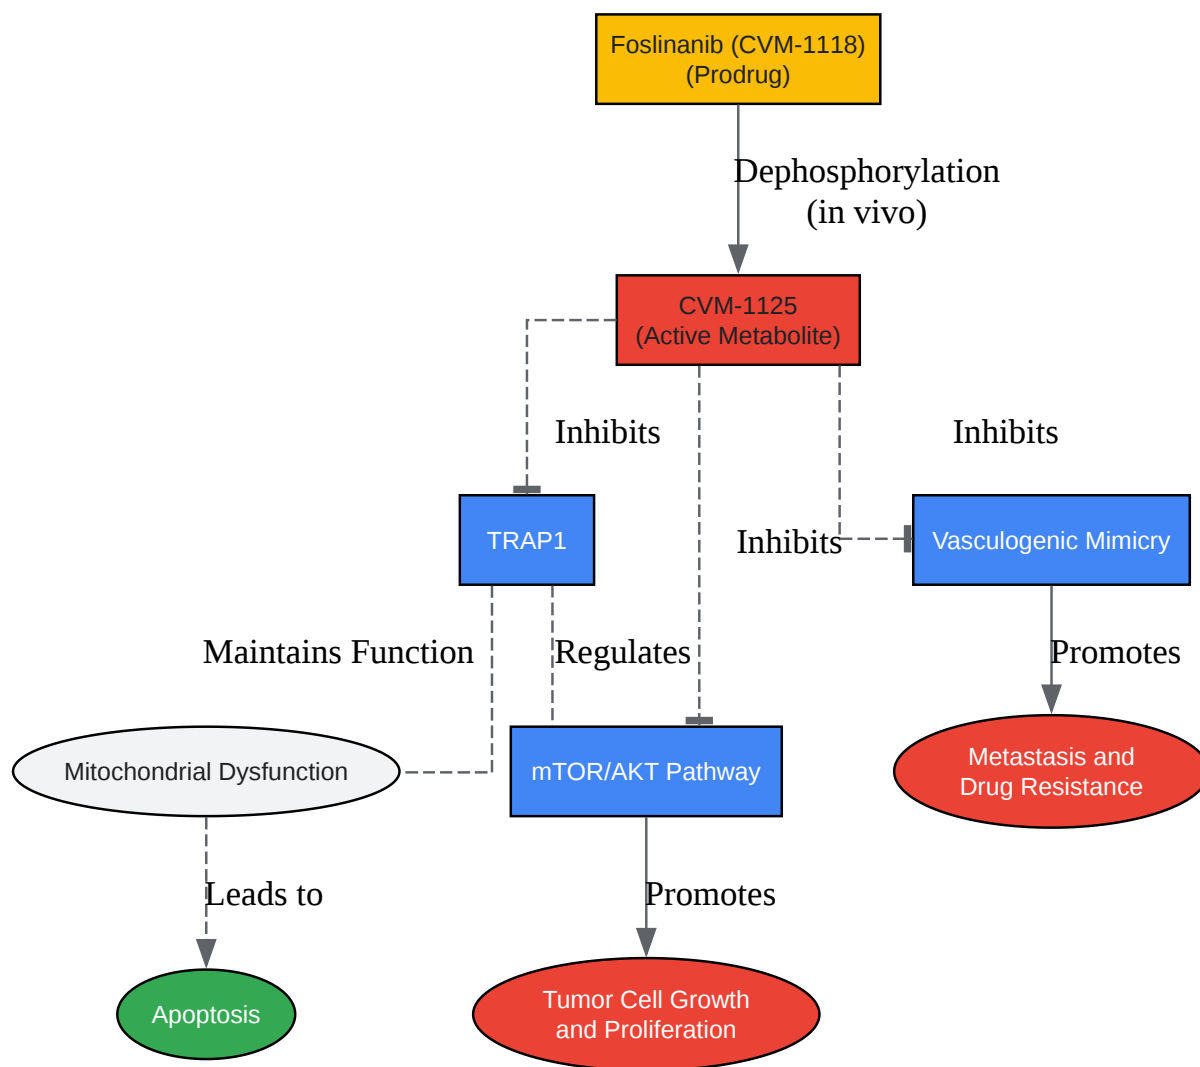 Foslinanib (CVM-1118)
(Prodrug)
Dephosphorylation
(in vivo)
CVM-1125
(Active Metabolite)
Inhibits
Inhibits
TRAP1
Inhibits
Vasculogenic Mimicry
Maintains Function
Regulates
Promotes
Mitochondrial Dysfunction
mTOR/AKT Pathway
Metastasis and
Drug Resistance
Leads to
Promotes
Apoptosis
Tumor Cell Growth
and Proliferation